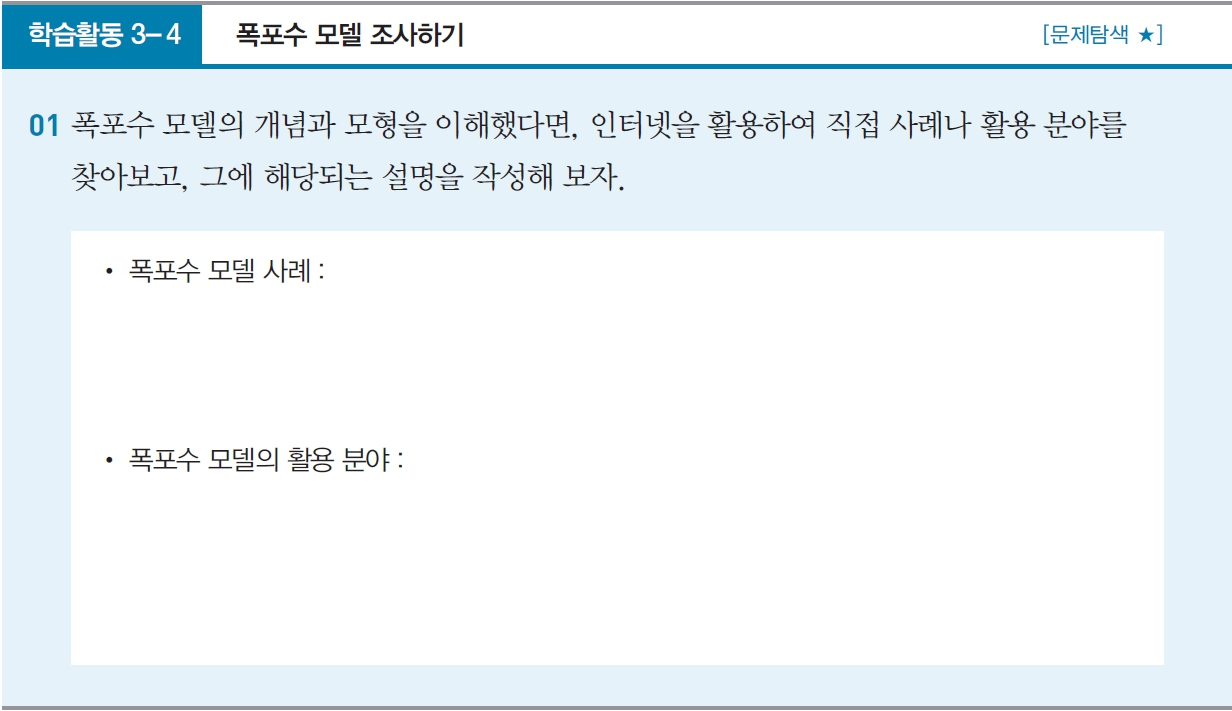 학습활동 3-4 폭포수 모델 조사하기 [문제탐색 ★]
01 폭포수 모델의 개념과 모형을 이해했다면, 인터넷을 활용하여 직접 사례나 활용 분야를
찾아보고, 그에 해당되는 설명을 작성해 보자.
• 폭포수 모델 사례 :
• 폭포수 모델의 활용 분야 :